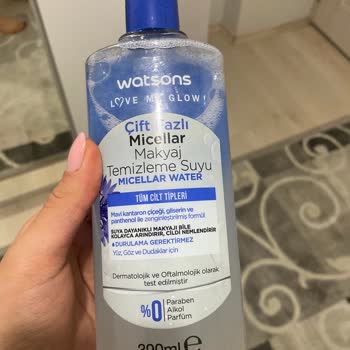 watsons
LOVE MY GLOW!
Çift Fazlı
Micellar
Makyaj
Temizleme Suyu
MICELLAR WATER
TÜM CİLT TİPLERİ
Mavi kantaron çiçeği, gliserin ve
panthenol ile zenginleştirilmiş formül
SUYA DAYANIKLI MAKYAJI BİLE
KOLAYCA ARINDIRIR, CİLDİ NEMLENDİRİR
DURULAMA GEREKTİRMEZ
Yüz, Göz ve Dudaklar için
Dermatolojik ve Oftalmolojik olarak
test edilmiştir
%0
Paraben
Alkol
Parfüm
390ml e